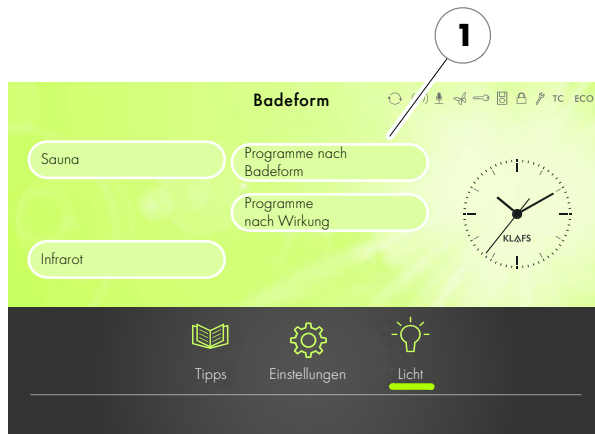 1
Badeform
TC ECO
Sauna
Programme nach
Badeform
Programme
nach Wirkung
Infrarot
KLAFS
Tipps
Einstellungen
Licht